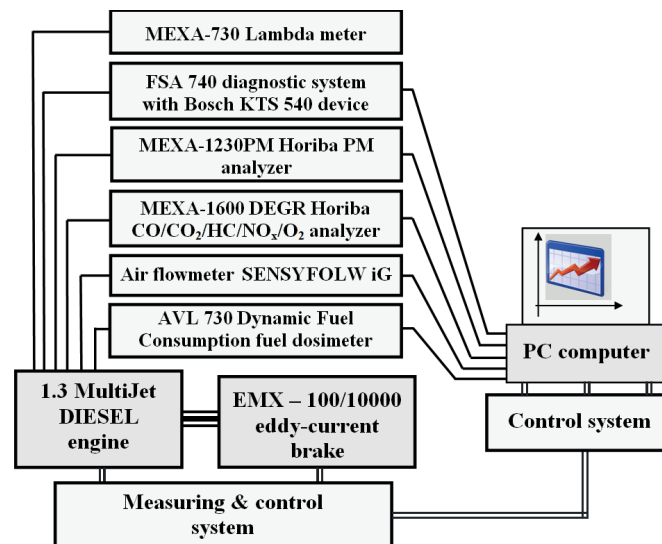 MEXA-730 Lambda meter
FSA 740 diagnostic system
with Bosch KTS 540 device
MEXA-1230PM Horiba PM
analyzer
MEXA-1600 DEGR Horiba
CO/CO₂/HC/NOₓ/O₂ analyzer
Air flowmeter SENSYFOLW iG
AVL 730 Dynamic Fuel
Consumption fuel dosimeter
PC computer
1.3 MultiJet
DIESEL
engine
EMX – 100/10000
eddy-current
brake
Control system
Measuring & control
system